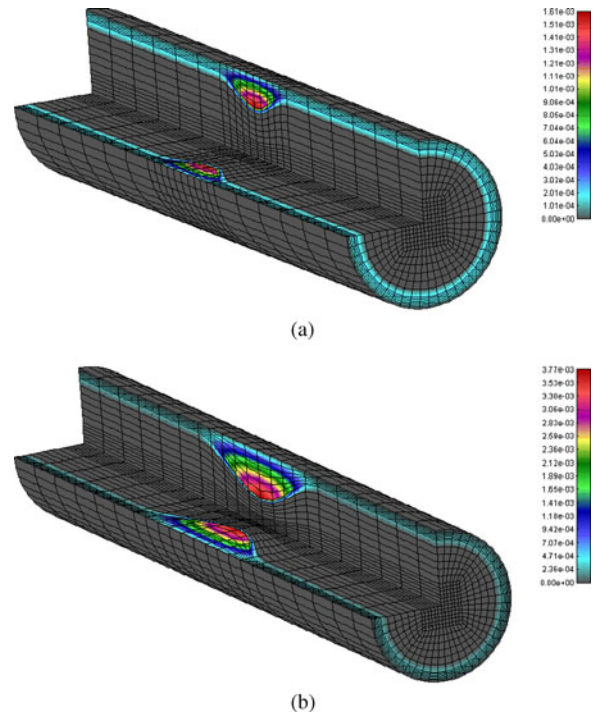 1.61e-03
1.51e-03
1.41e-03
1.31e-03
1.21e-03
1.11e-03
1.01e-03
9.06e-04
8.05e-04
7.04e-04
6.04e-04
5.03e-04
4.03e-04
3.02e-04
2.01e-04
1.01e-04
0.00e+00
(a)
3.77e-03
3.53e-03
3.30e-03
3.06e-03
2.83e-03
2.59e-03
2.36e-03
2.12e-03
1.89e-03
1.65e-03
1.41e-03
1.18e-03
9.42e-04
7.07e-04
4.71e-04
2.36e-04
0.00e+00
(b)